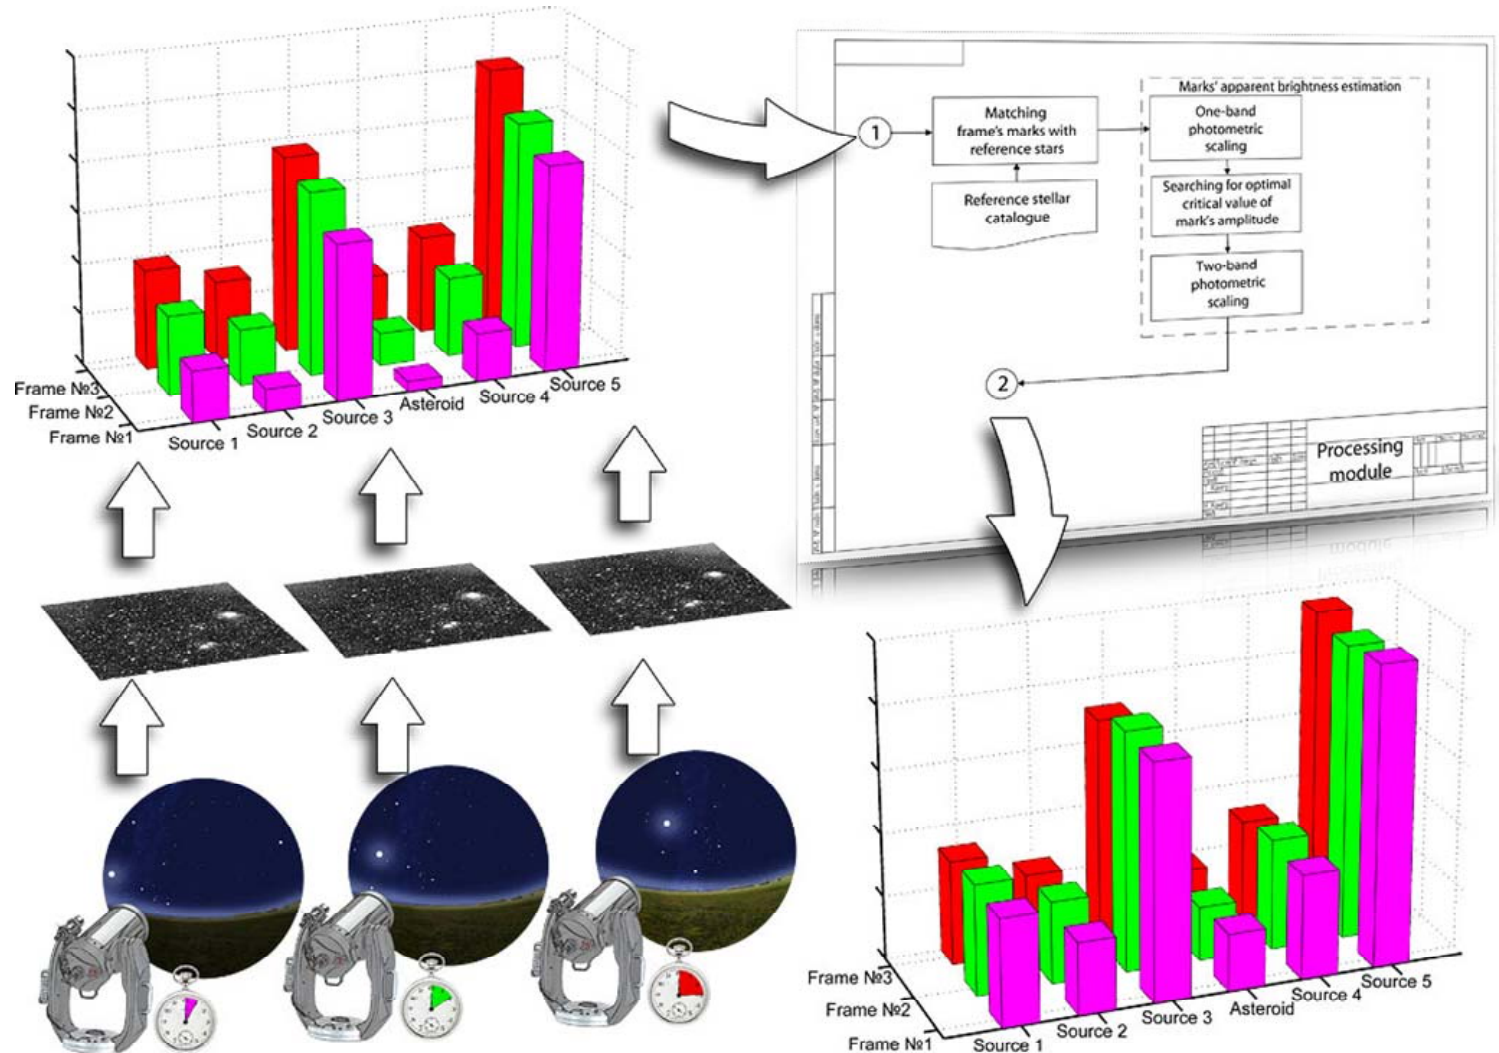 Frame №3
Frame №2
Frame №1
Source 1
Source 2
Source 3
Asteroid
Source 4
Source 5
1
Matching
frame's marks with
reference stars
Reference stellar
catalogue
Marks' apparent brightness estimation
One-band
photometric
scaling
Searching for optimal
critical value of
mark's amplitude
Two-band
photometric
scaling
2
Processing
module
Frame №3
Frame №2
Frame №1
Source 1
Source 2
Source 3
Asteroid
Source 4
Source 5